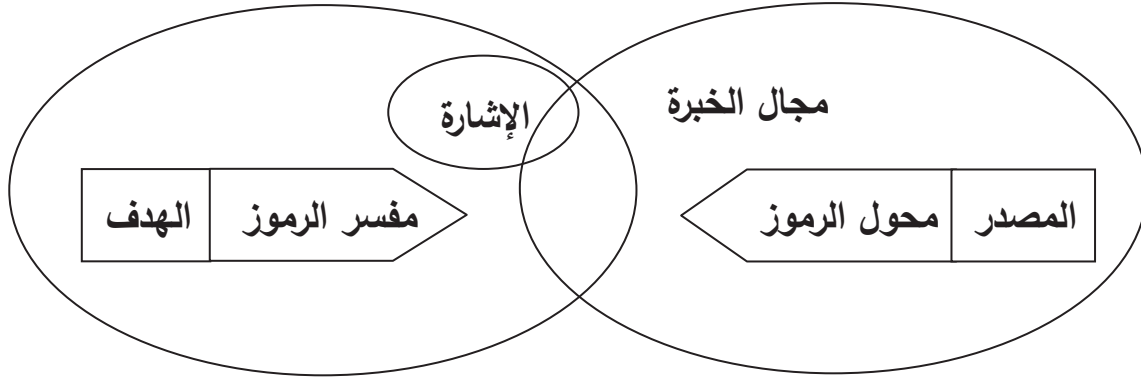 مجال الخبرة
الإشارة
المصدر
محول الرموز
مفسر الرموز
الهدف